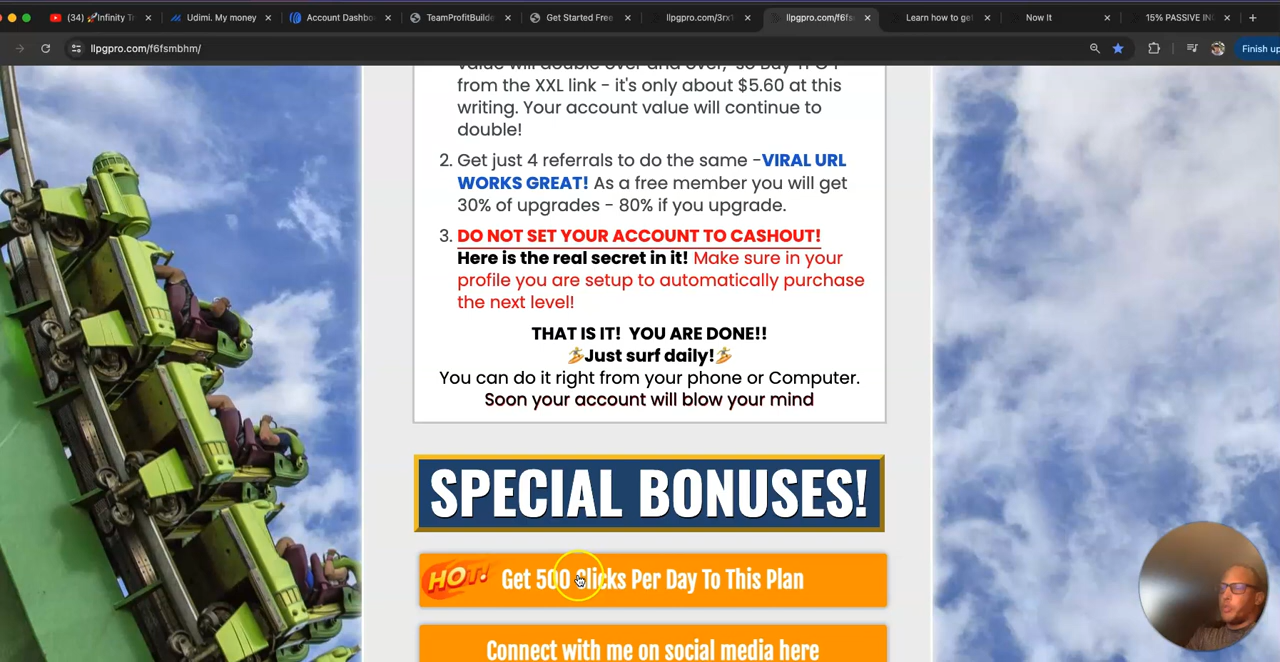 (34) Infinity Tr
Udimi. My money
Account Dashbo
TeamProfitBuilde
Get Started Free
llpgpro.com/3rx1
llpgpro.com/f6fs
Learn how to get
Now It
15% PASSIVE IN
llpgpro.com/f6fsmbhm/
Finish up
from the XXL link - it's only about $5.60 at this
writing. Your account value will continue to
double!
2. Get just 4 referrals to do the same -VIRAL URL
WORKS GREAT! As a free member you will get
30% of upgrades - 80% if you upgrade.
3. DO NOT SET YOUR ACCOUNT TO CASHOUT!
Here is the real secret in it! Make sure in your
profile you are setup to automatically purchase
the next level!
THAT IS IT! YOU ARE DONE!!
🏄Just surf daily!🏄
You can do it right from your phone or Computer.
Soon your account will blow your mind
SPECIAL BONUSES!
HOT! Get 500 Clicks Per Day To This Plan
Connect with me on social media here